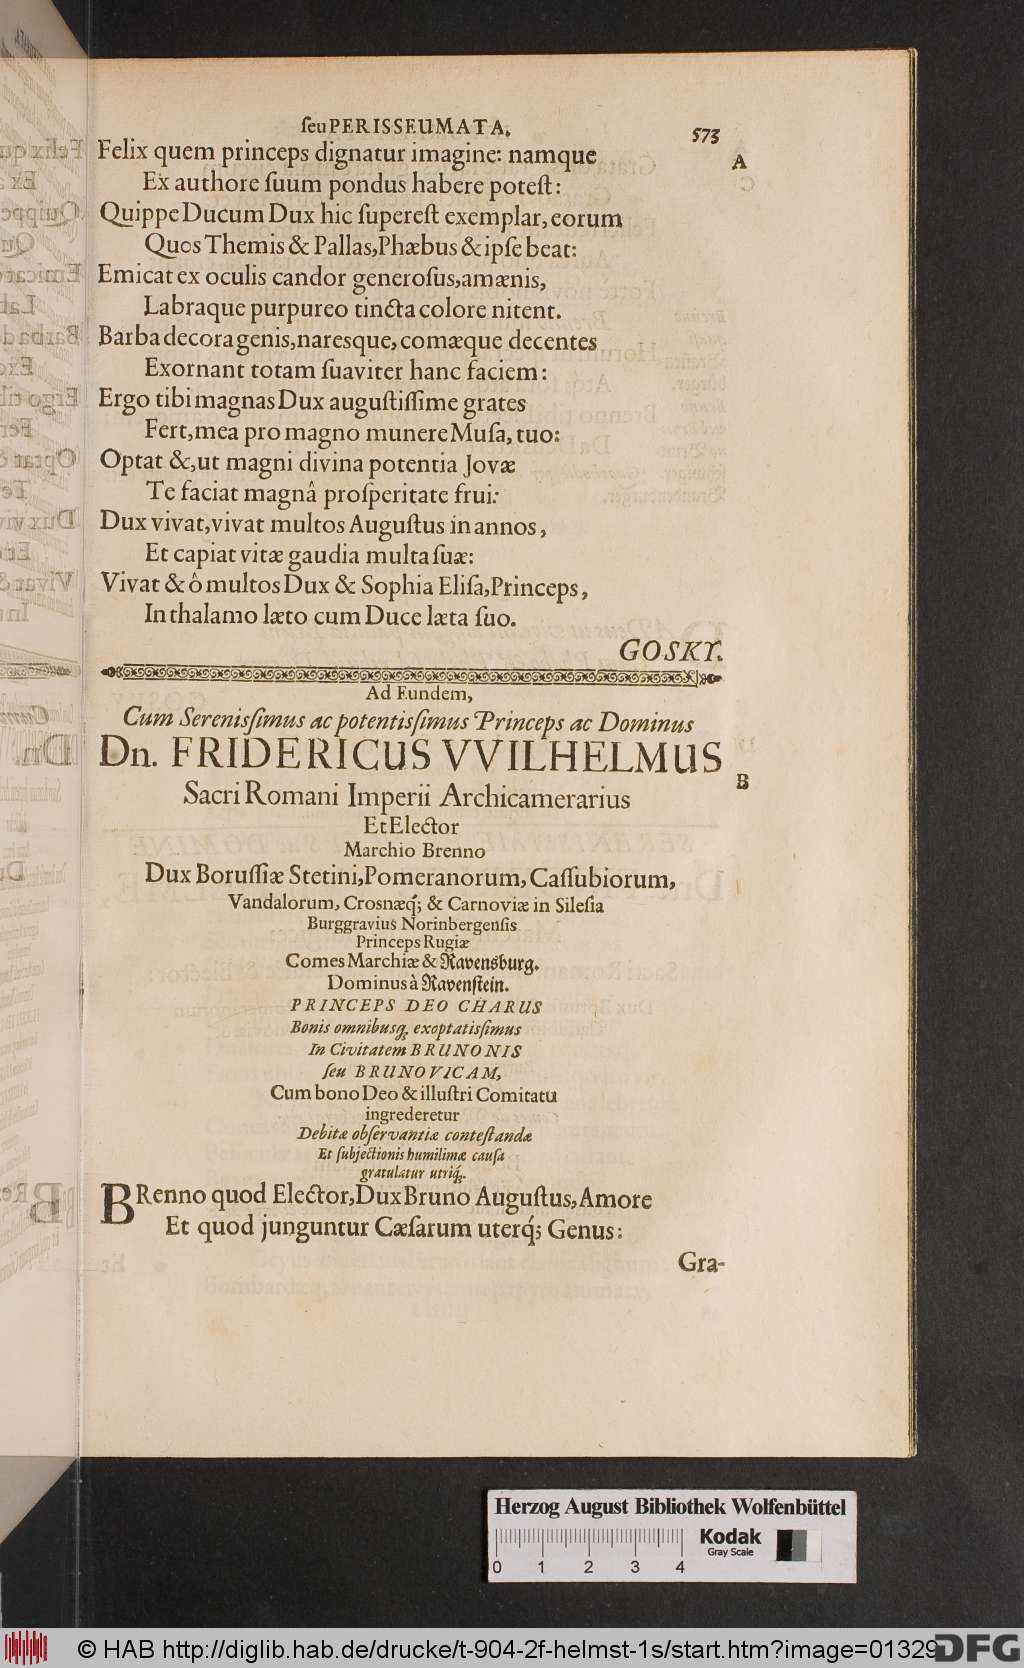 ſeu PERISSEUMATA. 573
Felix quem princeps dignatur imagine: namque A
Ex authore ſuum pondus habere poteſt:
Quippe Ducum Dux hic ſupereſt exemplar, eorum
Quos Themis & Pallas, Phæbus & ipſe beat:
Emicat ex oculis candor generoſus, amænis,
Labraque purpureo tincta colore nitent.
Barba decora genis, naresque, comæque decentes
Exornant totam ſuaviter hanc faciem:
Ergo tibi magnas Dux auguſtiſſime grates
Fert, mea pro magno munere Muſa, tuo:
Optat &, ut magni divina potentia Jovæ
Te faciat magnâ proſperitate frui:
Dux vivat, vivat multos Auguſtus in annos,
Et capiat vitæ gaudia multa ſuæ:
Vivat & ô multos Dux & Sophia Eliſa, Princeps,
In thalamo læto cum Duce læta ſuo.
GOSKY.
Ad Eundem,
Cum Serenisſimus ac potentisſimus Princeps ac Dominus
Dn. FRIDERICUS VVILHELMUS
B
Sacri Romani Imperii Archicamerarius
Et Elector
Marchio Brenno
Dux Boruſſiæ Stetini, Pomeranorum, Caſſubiorum,
Vandalorum, Crosnæq́; & Carnoviæ in Sileſia
Burggravius Norinbergenſis
Princeps Rugiæ
Comes Marchiæ & Ravensburg.
Dominus à Ravenſtein.
PRINCEPS DEO CHARUS
Bonis omnibusq; exoptatisſimus
In Civitatem BRUNONIS
ſeu BRUNOVICAM,
Cum bono Deo & illuſtri Comitatu
ingrederetur
Debitæ obſervantiæ conteſtandæ
Et ſubjectionis humilimæ cauſa
gratulatur utriq́;.
BRenno quod Elector, Dux Bruno Auguſtus, Amore
Et quod junguntur Cæſarum uterq́; Genus:
Gra-
Herzog August Bibliothek Wolfenbüttel
Kodak
Gray Scale
0 1 2 3 4
© HAB http://diglib.hab.de/drucke/t-904-2f-helmst-1s/start.htm?image=01329
DFG